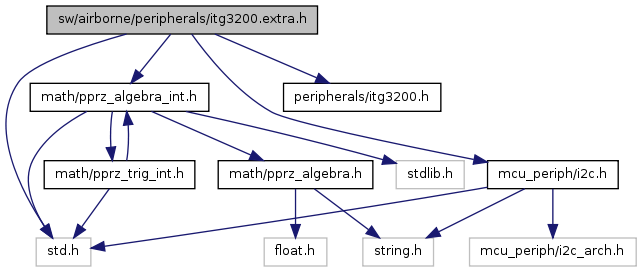 sw/airborne/peripherals/itg3200.extra.h
math/pprz_algebra_int.h
peripherals/itg3200.h
math/pprz_trig_int.h
math/pprz_algebra.h
stdlib.h
mcu_periph/i2c.h
std.h
float.h
string.h
mcu_periph/i2c_arch.h